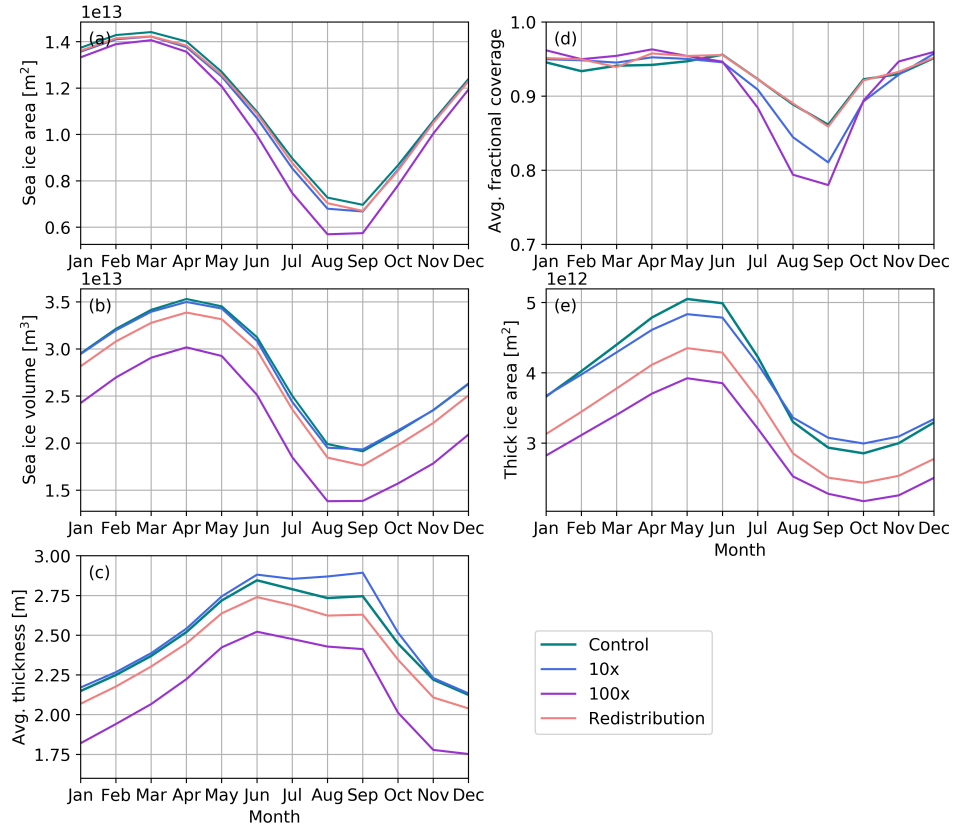 1e13
(a)
Sea ice area [m²]
1.4
1.2
1.0
0.8
0.6
Jan Feb Mar Apr May Jun Jul Aug Sep Oct Nov Dec
(d)
Avg. fractional coverage
1.0
0.9
0.8
0.7
Jan Feb Mar Apr May Jun Jul Aug Sep Oct Nov Dec
1e13
(b)
Sea ice volume [m³]
3.5
3.0
2.5
2.0
1.5
Jan Feb Mar Apr May Jun Jul Aug Sep Oct Nov Dec
1e12
(e)
Thick ice area [m²]
5
4
3
Jan Feb Mar Apr May Jun Jul Aug Sep Oct Nov Dec
Month
(c)
Avg. thickness [m]
3.00
2.75
2.50
2.25
2.00
1.75
Jan Feb Mar Apr May Jun Jul Aug Sep Oct Nov Dec
Month
Control
10x
100x
Redistribution